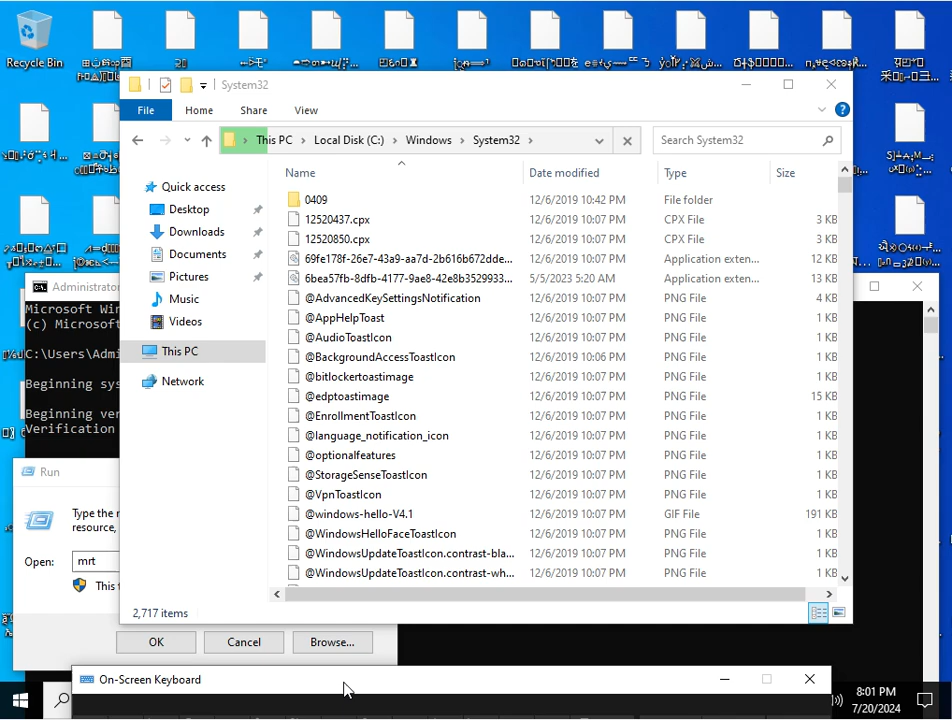 Recycle Bin
System32
File
Home
Share
View
This PC
Local Disk (C:)
Windows
System32
Search System32
Name
Date modified
Type
Size
Quick access
Desktop
Downloads
Documents
Pictures
Music
Videos
This PC
Network
0409 12/6/2019 10:42 PM File folder
12520437.cpx 12/6/2019 10:07 PM CPX File 3 KB
12520850.cpx 12/6/2019 10:07 PM CPX File 3 KB
69fe178f-26e7-43a9-aa7d-2b616b672dde... 12/6/2019 10:07 PM Application exten... 12 KB
6bea57fb-8dfb-4177-9ae8-42e8b3529933... 5/5/2023 5:20 AM Application exten... 13 KB
@AdvancedKeySettingsNotification 12/6/2019 10:07 PM PNG File 4 KB
@AppHelpToast 12/6/2019 10:07 PM PNG File 1 KB
@AudioToastIcon 12/6/2019 10:07 PM PNG File 1 KB
@BackgroundAccessToastIcon 12/6/2019 10:06 PM PNG File 1 KB
@bitlockertoastimage 12/6/2019 10:07 PM PNG File 1 KB
@edptoastimage 12/6/2019 10:07 PM PNG File 15 KB
@EnrollmentToastIcon 12/6/2019 10:07 PM PNG File 1 KB
@language_notification_icon 12/6/2019 10:07 PM PNG File 1 KB
@optionalfeatures 12/6/2019 10:07 PM PNG File 1 KB
@StorageSenseToastIcon 12/6/2019 10:07 PM PNG File 1 KB
@VpnToastIcon 12/6/2019 10:07 PM PNG File 1 KB
@windows-hello-V4.1 12/6/2019 10:07 PM GIF File 191 KB
@WindowsHelloFaceToastIcon 12/6/2019 10:07 PM PNG File 1 KB
@WindowsUpdateToastIcon.contrast-bla... 12/6/2019 10:07 PM PNG File 1 KB
@WindowsUpdateToastIcon.contrast-wh... 12/6/2019 10:07 PM PNG File 1 KB
2,717 items
Administrator
Microsoft Win
(c) Microsoft
C:\Users\Admi
Beginning sys
Beginning ver
Verification
Run
Type the n
resource,
Open: mrt
This t
OK
Cancel
Browse...
On-Screen Keyboard
8:01 PM
7/20/2024